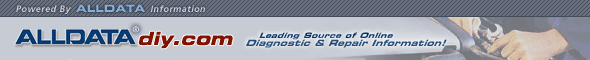 Powered By ALLDATA Information
ALLDATA® diy.com
Leading Source of Online
Diagnostic & Repair Information!